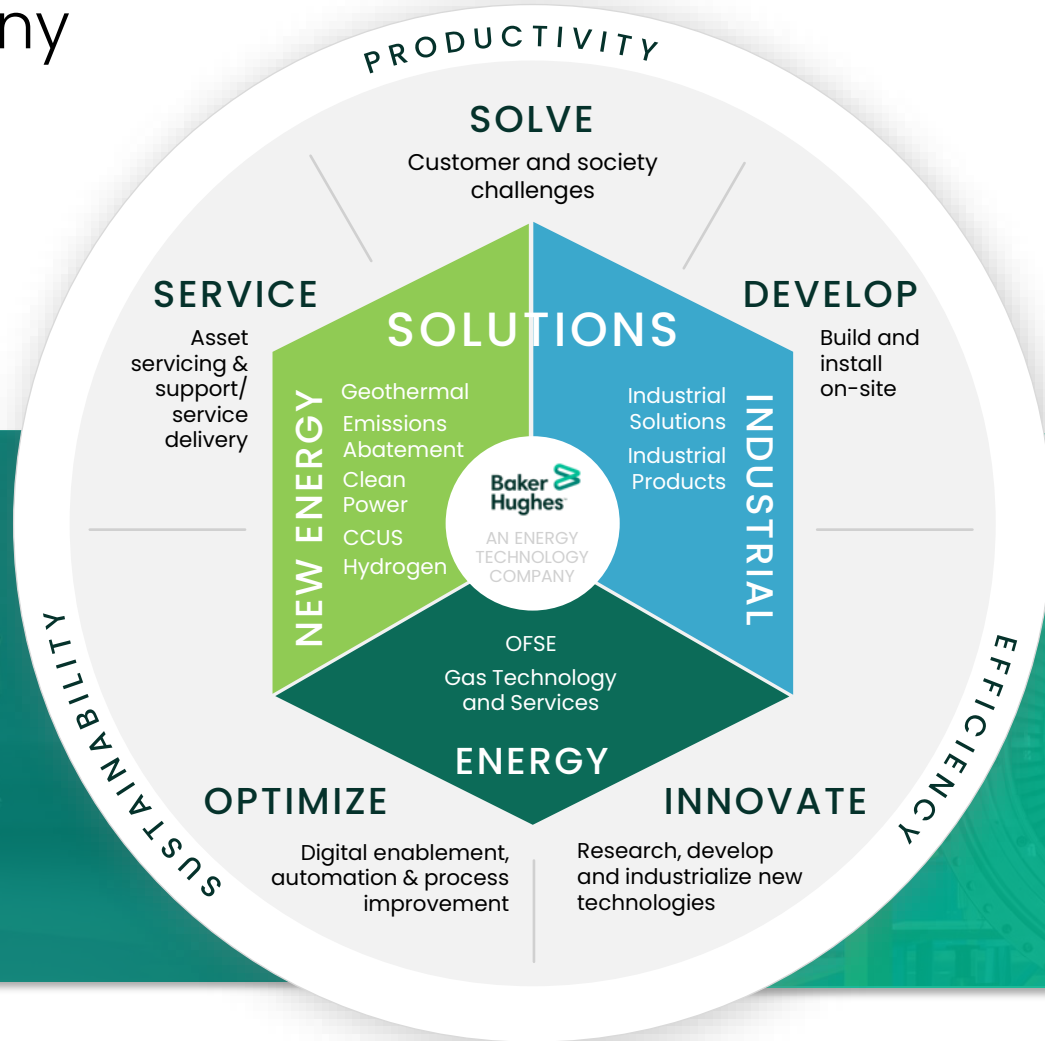 ny
PRODUCTIVITY
SOLVE
Customer and society
challenges
SERVICE
Asset
servicing &
support/
service
delivery
DEVELOP
Build and
install
on-site
SOLUTIONS
NEW ENERGY
Geothermal
Emissions
Abatement
Clean
Power
CCUS
Hydrogen
Industrial
Solutions
Industrial
Products
INDUSTRIAL
Baker
Hughes
AN ENERGY
TECHNOLOGY
COMPANY
OFSE
Gas Technology
and Services
ENERGY
OPTIMIZE
Digital enablement,
automation & process
improvement
INNOVATE
Research, develop
and industrialize new
technologies
SUSTAINABILITY
EFFICIENCY